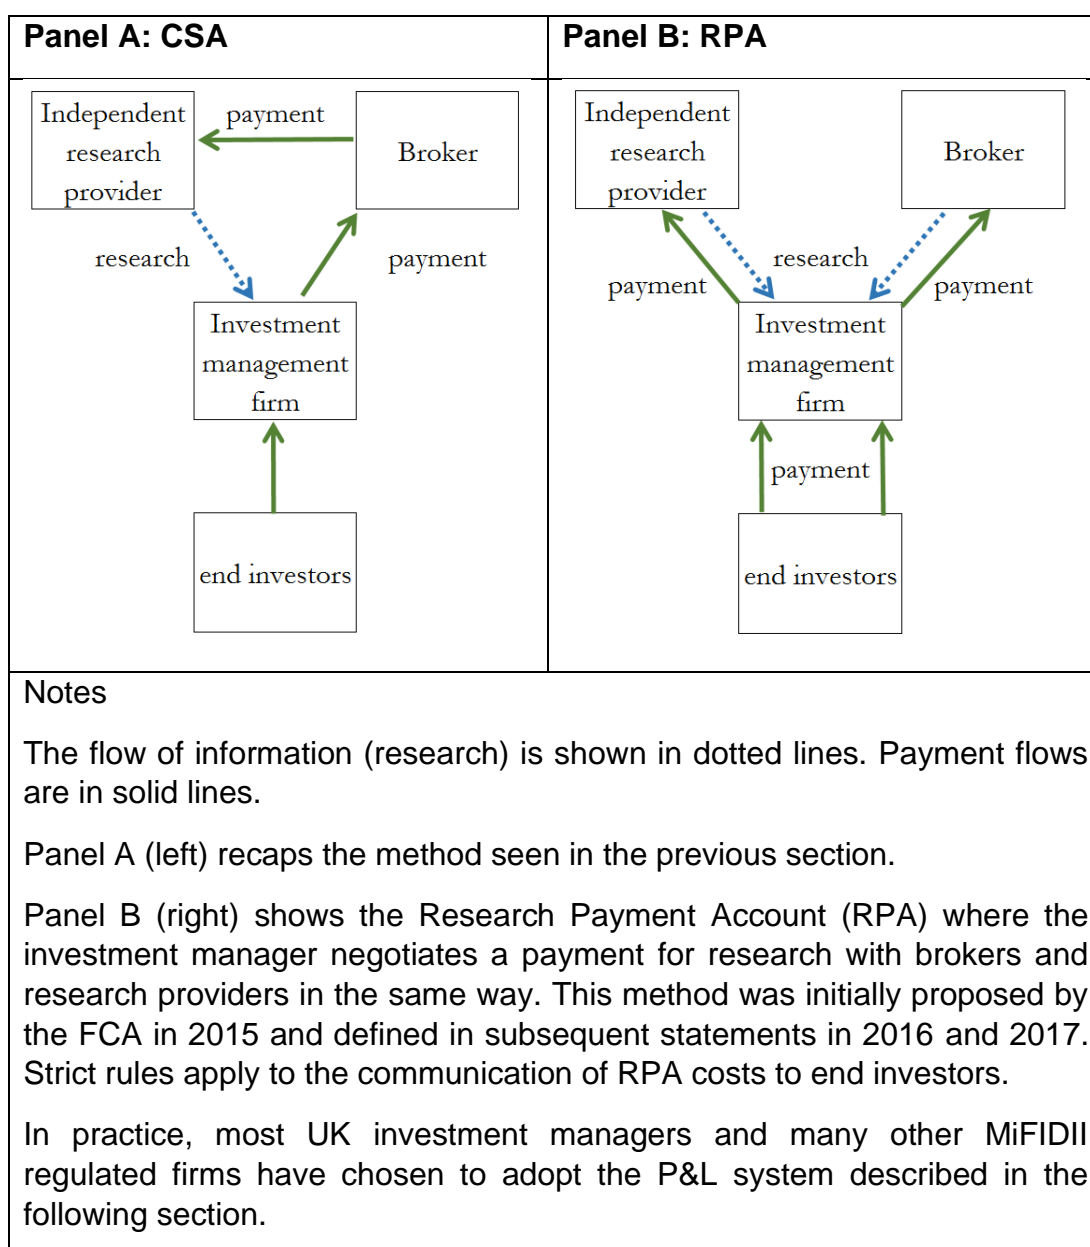 Panel A: CSA
Panel B: RPA
Independent
research
provider
payment
Broker
research
payment
Investment
management
firm
end investors
Independent
research
provider
Broker
research
payment
payment
Investment
management
firm
payment
end investors
Notes
The flow of information (research) is shown in dotted lines. Payment flows
are in solid lines.
Panel A (left) recaps the method seen in the previous section.
Panel B (right) shows the Research Payment Account (RPA) where the
investment manager negotiates a payment for research with brokers and
research providers in the same way. This method was initially proposed by
the FCA in 2015 and defined in subsequent statements in 2016 and 2017.
Strict rules apply to the communication of RPA costs to end investors.
In practice, most UK investment managers and many other MiFIDII
regulated firms have chosen to adopt the P&L system described in the
following section.